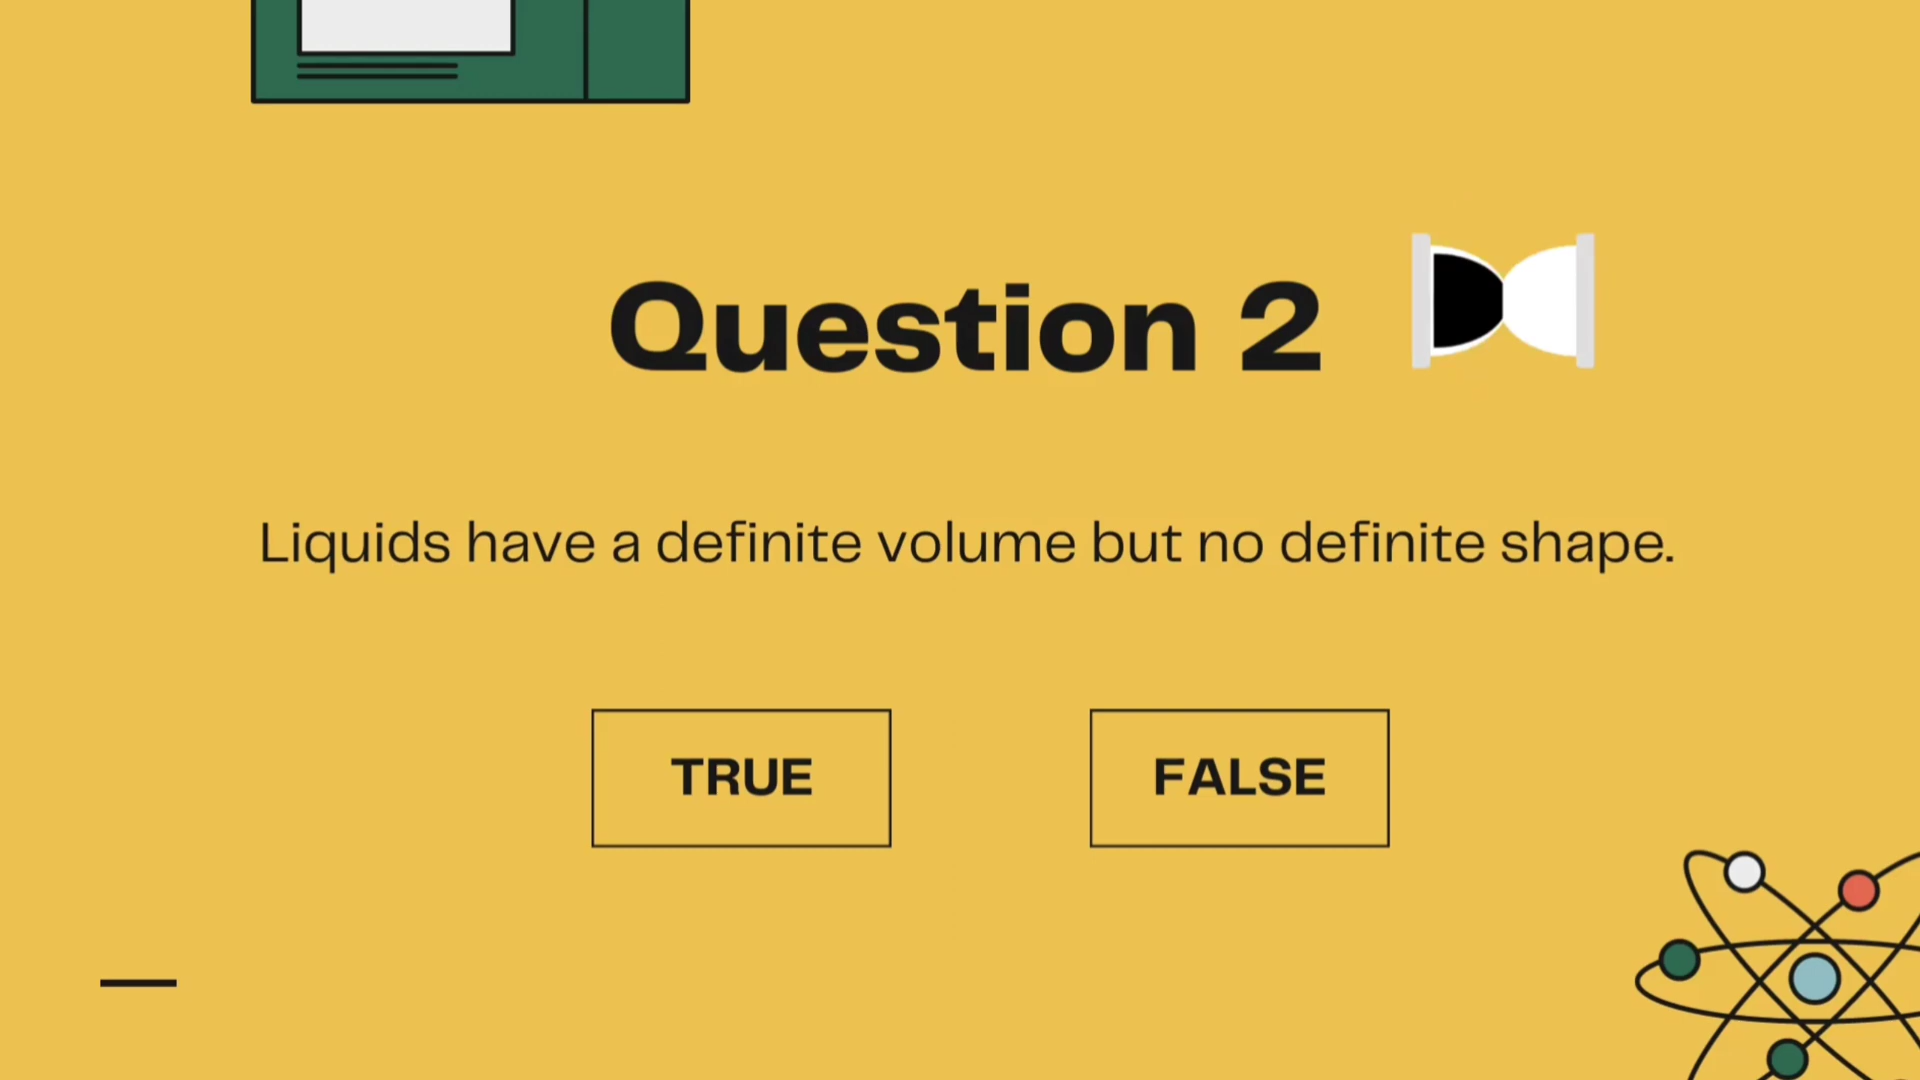 Question 2
Liquids have a definite volume but no definite shape.
TRUE
FALSE